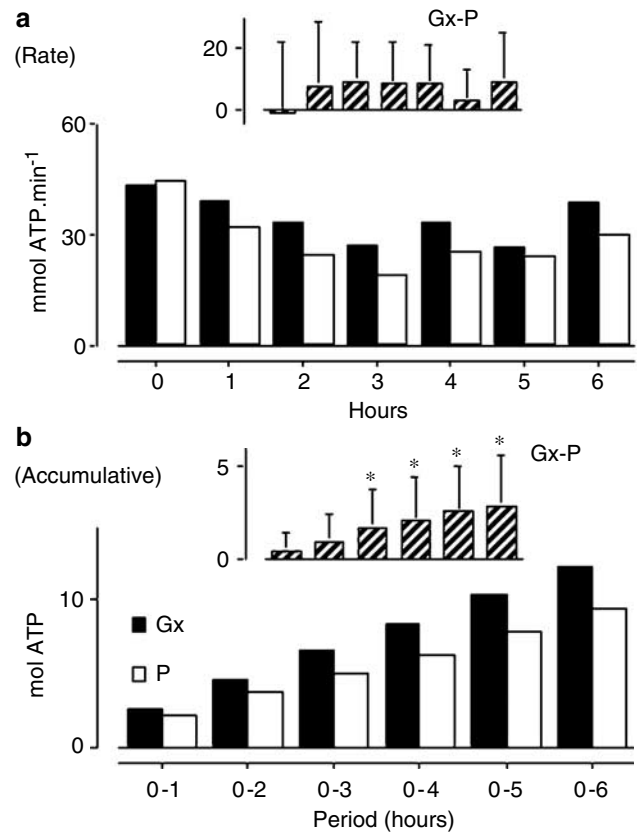 a
(Rate)
Gx-P
20
0
60
30
0
mmol ATP.min⁻¹
0 1 2 3 4 5 6
Hours
b
(Accumulative)
Gx-P
5
0
* * * *
10
0
mol ATP
Gx
P
0-1 0-2 0-3 0-4 0-5 0-6
Period (hours)